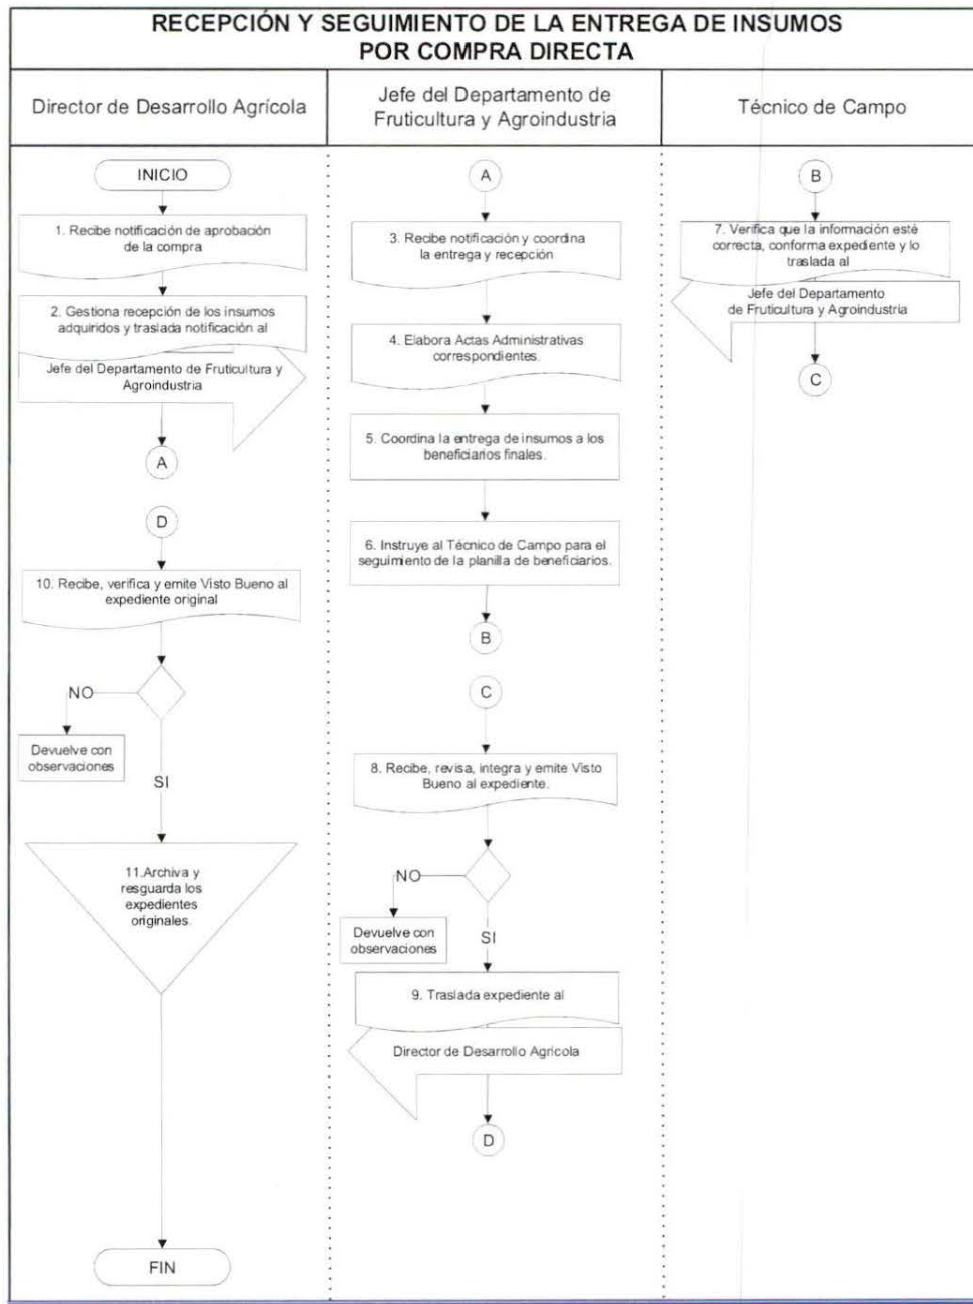 RECEPCIÓN Y SEGUIMIENTO DE LA ENTREGA DE INSUMOS
POR COMPRA DIRECTA
Director de Desarrollo Agrícola
Jefe del Departamento de
Fruticultura y Agroindustria
Técnico de Campo
INICIO
1. Recibe notificación de aprobación
de la compra
2. Gestiona recepción de los insumos
adquiridos y traslada notificación al
Jefe del Departamento de Fruticultura y
Agroindustria
A
D
10. Recibe, verifica y emite Visto Bueno al
expediente original
NO
Devuelve con
observaciones
SI
11.Archiva y
resguarda los
expedientes
originales.
FIN
A
3. Recibe notificación y coordina
la entrega y recepción
4. Elabora Actas Administrativas
correspondientes.
5. Coordina la entrega de insumos a los
beneficiarios finales.
6. Instruye al Técnico de Campo para el
seguimiento de la planilla de beneficiarios.
B
C
8. Recibe, revisa, integra y emite Visto
Bueno al expediente.
NO
Devuelve con
observaciones
SI
9. Traslada expediente al
Director de Desarrollo Agrícola
D
B
7. Verifica que la información esté
correcta, conforma expediente y lo
traslada al
Jefe del Departamento
de Fruticultura y Agroindustria
C